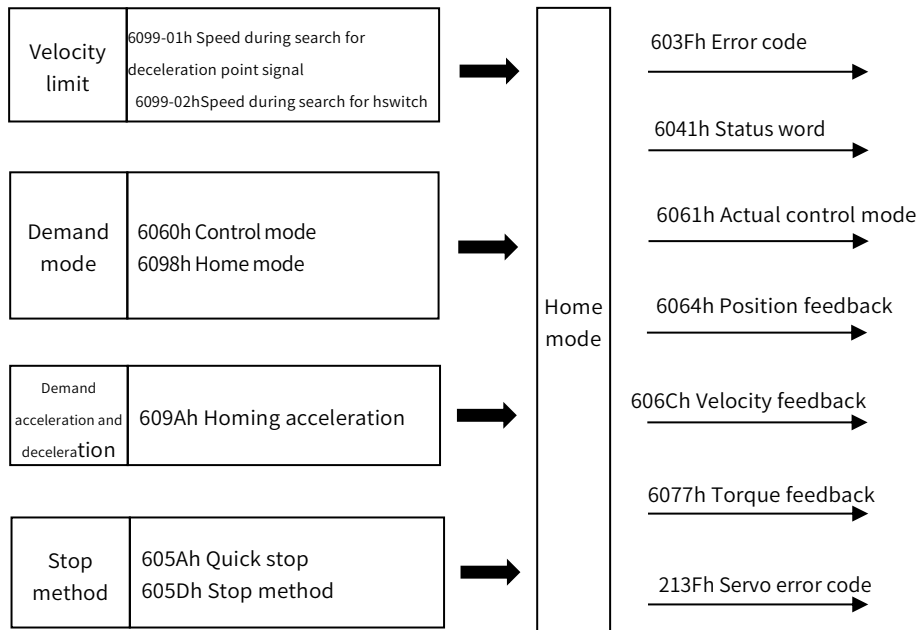 Velocity
limit
6099-01h Speed during search for
deceleration point signal
6099-02hSpeed during search for hswitch
Demand
mode
6060h Control mode
6098h Home mode
Demand
acceleration and
deceleration
609Ah Homing acceleration
Stop
method
605Ah Quick stop
605Dh Stop method
Home
mode
603Fh Error code
6041h Status word
6061h Actual control mode
6064h Position feedback
606Ch Velocity feedback
6077h Torque feedback
213Fh Servo error code